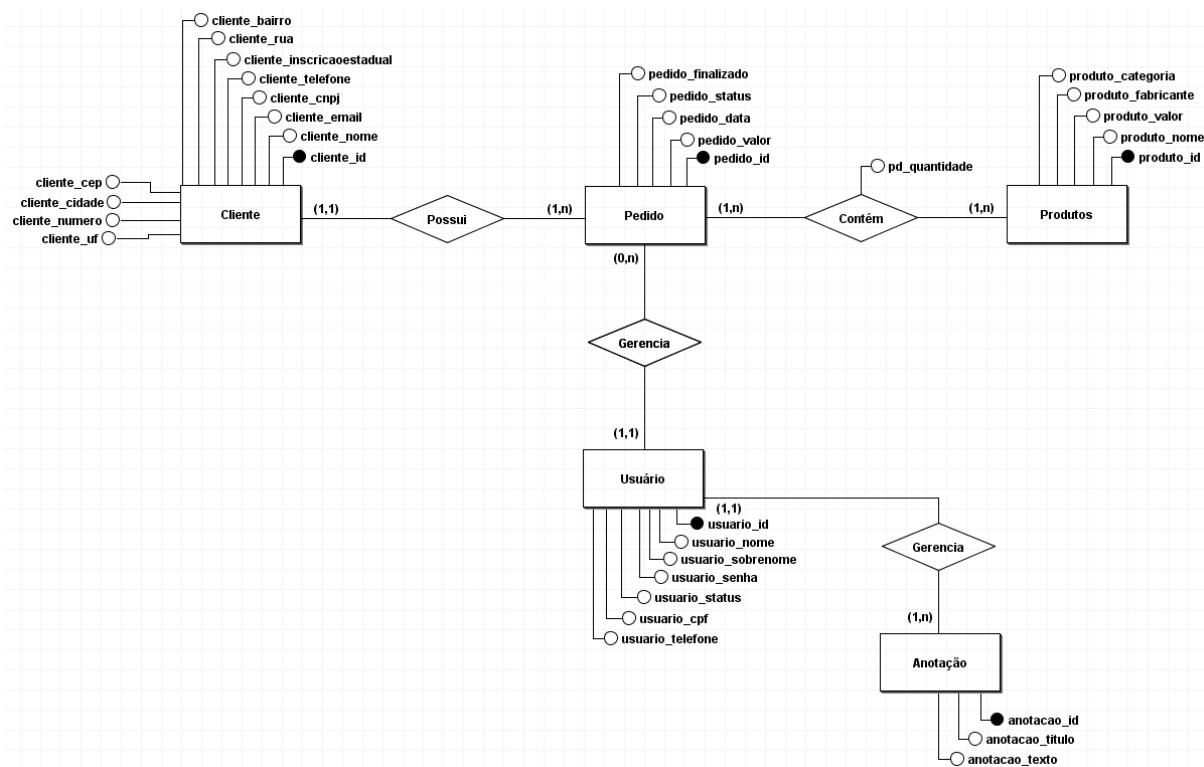 cliente_bairro
cliente_rua
cliente_inscricaoestadual
cliente_telefone
cliente_cnpj
cliente_email
cliente_nome
cliente_id
cliente_cep
cliente_cidade
cliente_numero
cliente_uf
Cliente
(1,1)
Possui
(1,n)
pedido_finalizado
pedido_status
pedido_data
pedido_valor
pedido_id
Pedido
(1,n)
(0,n)
pd_quantidade
Contém
(1,n)
produto_categoria
produto_fabricante
produto_valor
produto_nome
produto_id
Produtos
Gerencia
(1,1)
Usuário
(1,1)
usuario_id
usuario_nome
usuario_sobrenome
usuario_senha
usuario_status
usuario_cpf
usuario_telefone
Gerencia
(1,n)
Anotação
anotacao_id
anotacao_titulo
anotacao_texto